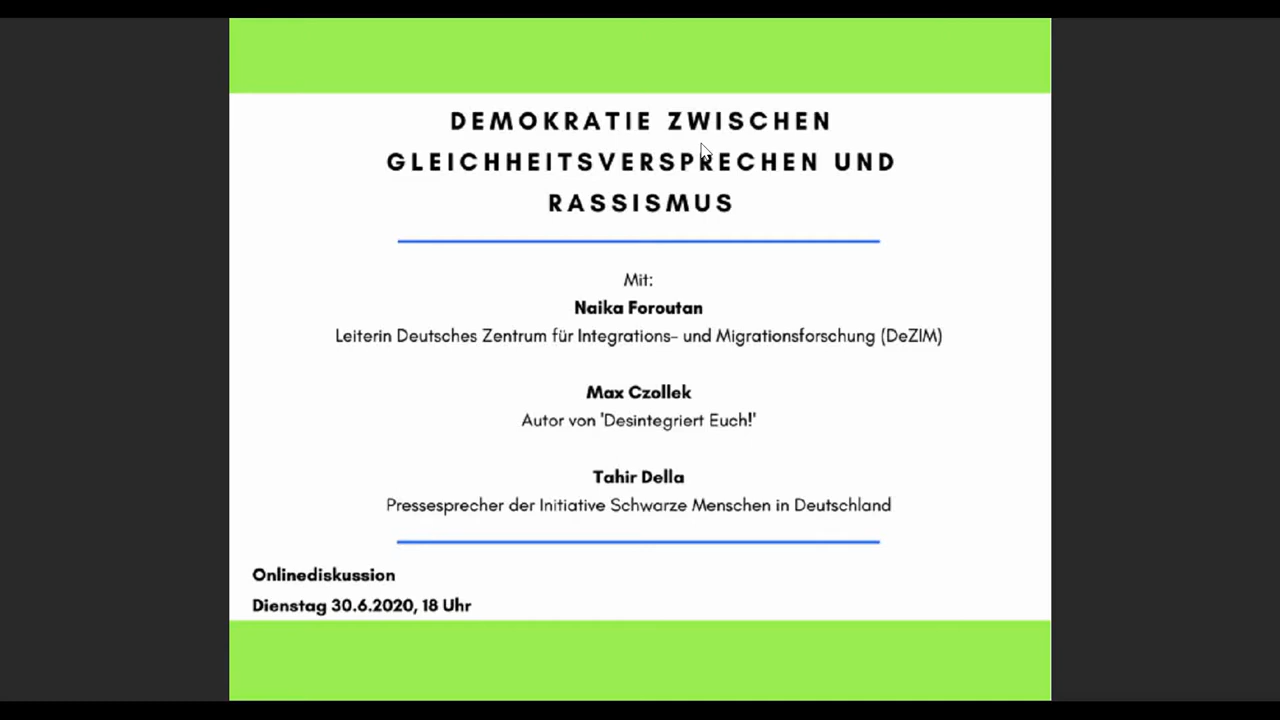 DEMOKRATIE ZWISCHEN
GLEICHHEITSVERSPRECHEN UND
RASSISMUS
Mit:
Naika Foroutan
Leiterin Deutsches Zentrum für Integrations- und Migrationsforschung (DeZIM)
Max Czollek
Autor von 'Desintegriert Euch!'
Tahir Della
Pressesprecher der Initiative Schwarze Menschen in Deutschland
Onlinediskussion
Dienstag 30.6.2020, 18 Uhr